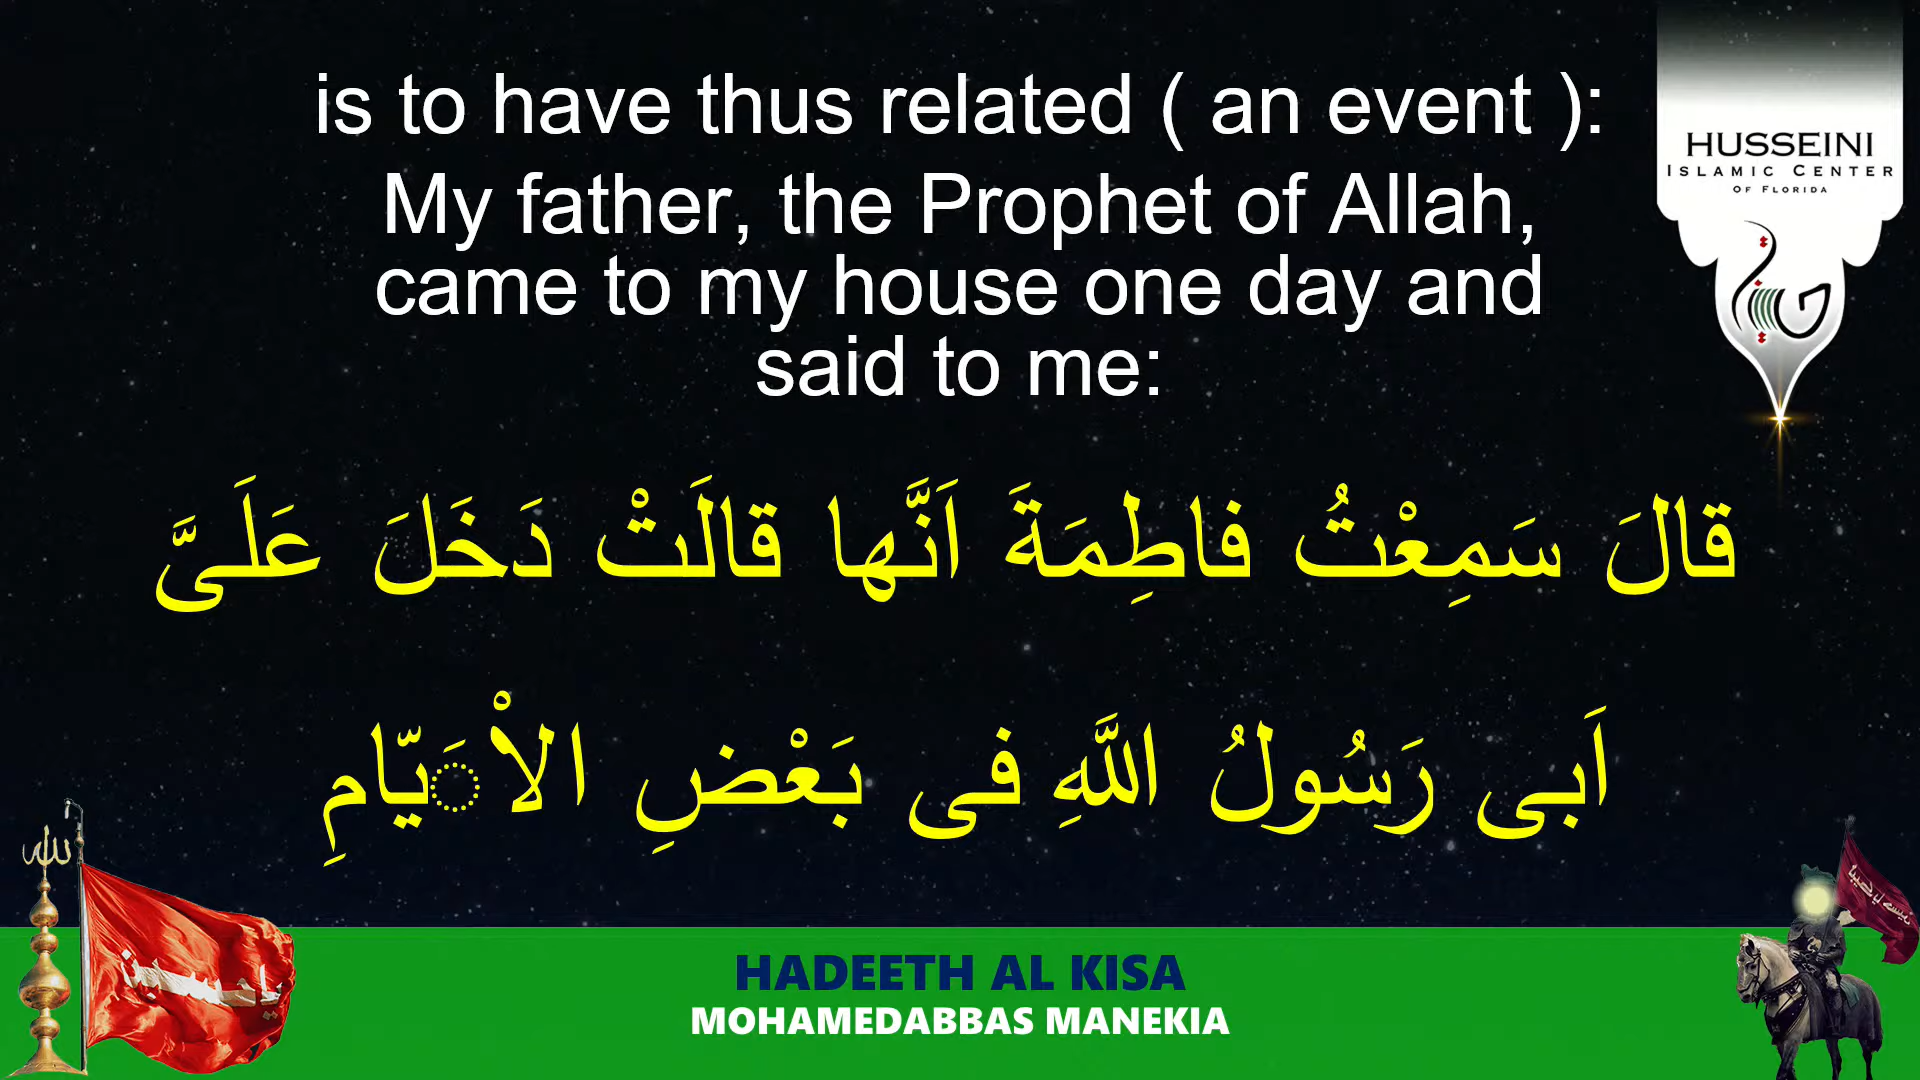 is to have thus related ( an event ):
My father, the Prophet of Allah,
came to my house one day and
said to me:
HUSSEINI
ISLAMIC CENTER
OF FLORIDA
قالَ سَمِعْتُ فاطِمَةَ اَنَّها قالَتْ دَخَلَ عَلَىَّ
اَبى رَسُولُ اللَّهِ فى بَعْضِ الاْ َيّامِ
الله
HADEETH AL KISA
MOHAMEDABBAS MANEKIA